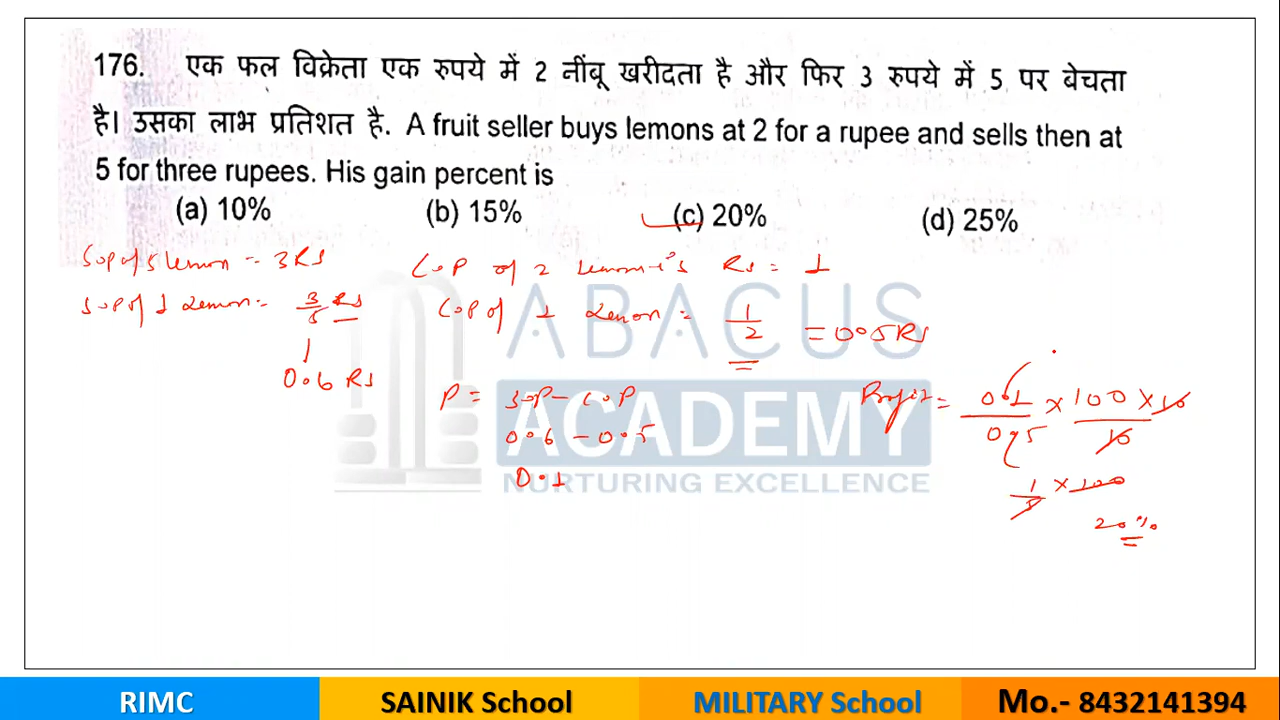 176. एक फल विक्रेता एक रुपये में 2 नींबू खरीदता है और फिर 3 रुपये में 5 पर बेचता
है। उसका लाभ प्रतिशत है. A fruit seller buys lemons at 2 for a rupee and sells then at
5 for three rupees. His gain percent is
(a) 10% (b) 15% (c) 20% (d) 25%
S.P of 5 lemon = 3 RS
S.P of 1 Lemon = 3/5 RS
0.6 RS
C.P of 2 Lemon's RS = 1
C.P of 1 Lemon = 1/2 = 0.5 RS
P = S.P - C.P
0.6 - 0.5
0.1
Profit = 0.1/0.5 × 100 × 10/10
1/5 × 100
20%
ABACUS
ACADEMY
NURTURING EXCELLENCE
RIMC SAINIK School MILITARY School Mo.- 8432141394